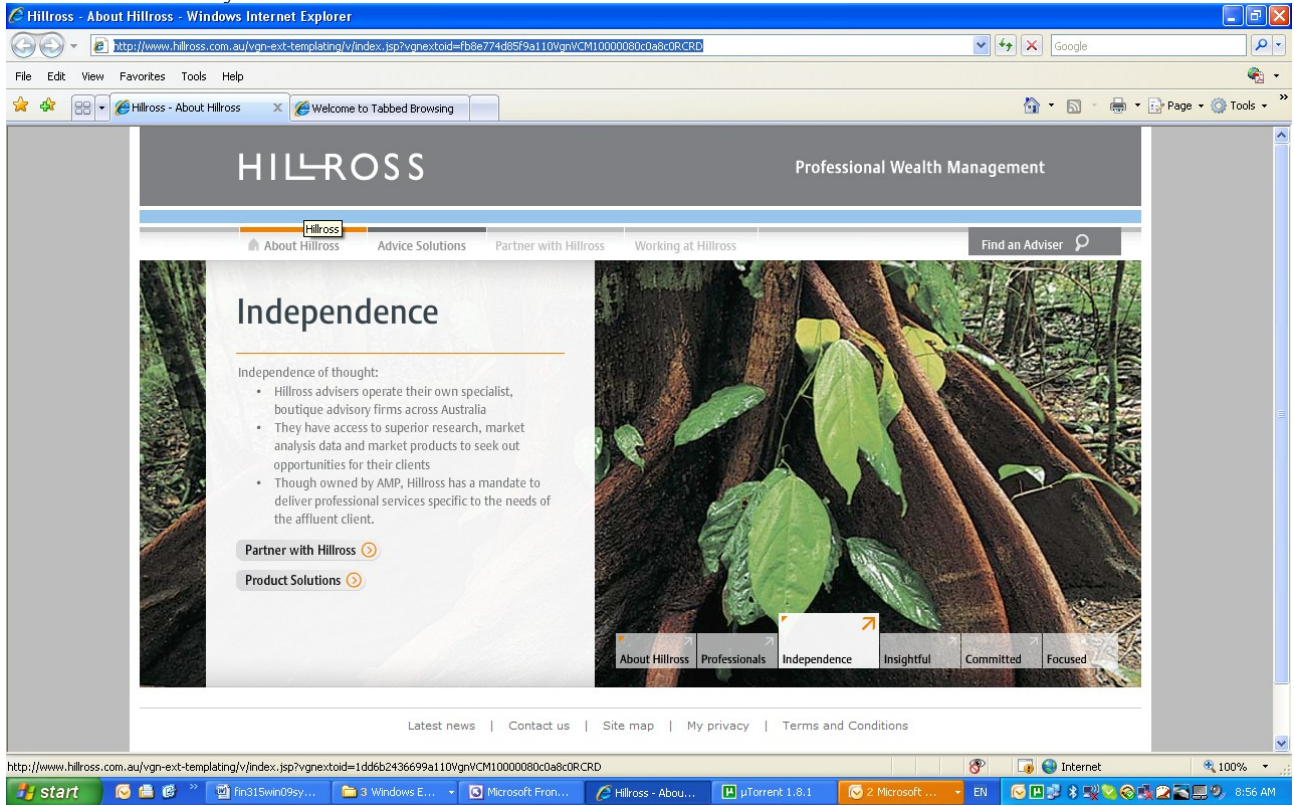 Hillross - About Hillross - Windows Internet Explorer
http://www.hillross.com.au/vgn-ext-templating/v/index.jsp?vgnextoid=fb8e774d85f9a110VgnVCM10000080c0a8c0RCRD
Google
File Edit View Favorites Tools Help
Hillross - About Hillross
Welcome to Tabbed Browsing
Page Tools
HILLROSS
Professional Wealth Management
Hillross
About Hillross Advice Solutions Partner with Hillross Working at Hillross Find an Adviser
Independence
Independence of thought:
• Hillross advisers operate their own specialist,
boutique advisory firms across Australia
• They have access to superior research, market
analysis data and market products to seek out
opportunities for their clients
• Though owned by AMP, Hillross has a mandate to
deliver professional services specific to the needs of
the affluent client.
Partner with Hillross
Product Solutions
About Hillross Professionals Independence Insightful Committed Focused
Latest news | Contact us | Site map | My privacy | Terms and Conditions
http://www.hillross.com.au/vgn-ext-templating/v/index.jsp?vgnextoid=1dd6b2436699a110VgnVCM10000080c0a8c0RCRD
Internet
100%
start
fin315win09sy...
3 Windows E...
Microsoft Fron...
Hillross - Abou...
µTorrent 1.8.1
2 Microsoft ...
EN
8:56 AM